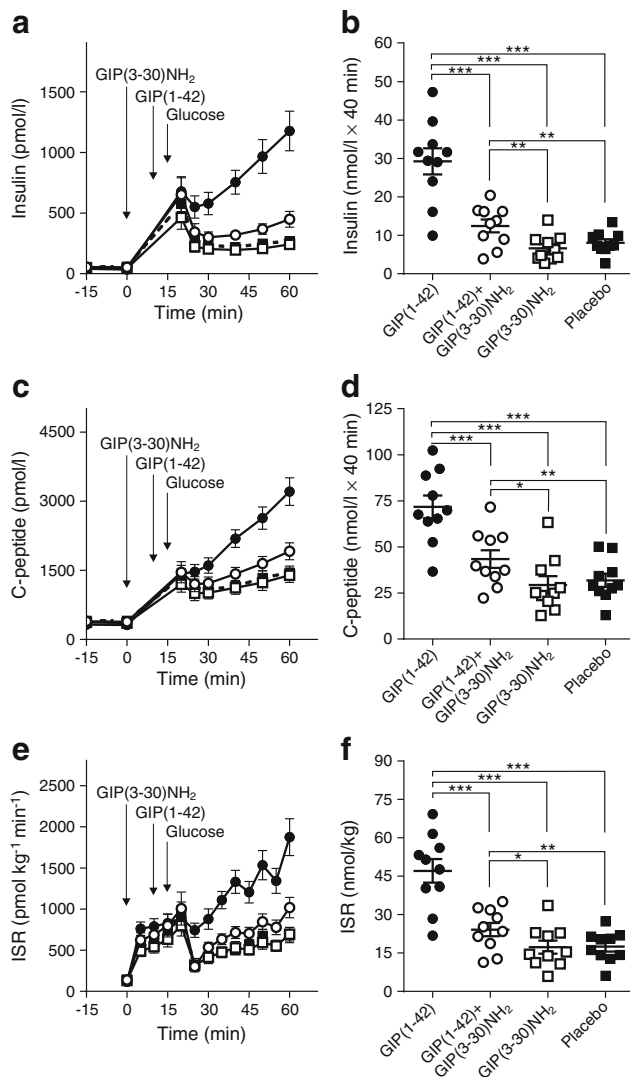 a
GIP(3-30)NH2
GIP(1-42)
Glucose
1500
1000
500
0
Insulin (pmol/l)
-15 0 15 30 45 60
Time (min)
b
60
50
40
30
20
10
0
Insulin (nmol/l × 40 min)
***
***
***
**
**
GIP(1-42)
GIP(1-42)+
GIP(3-30)NH2
GIP(3-30)NH2
Placebo
c
GIP(3-30)NH2
GIP(1-42)
Glucose
4500
3000
1500
0
C-peptide (pmol/l)
-15 0 15 30 45 60
Time (min)
d
125
100
75
50
25
0
C-peptide (nmol/l × 40 min)
***
***
***
**
*
GIP(1-42)
GIP(1-42)+
GIP(3-30)NH2
GIP(3-30)NH2
Placebo
e
GIP(3-30)NH2
GIP(1-42)
Glucose
2500
2000
1500
1000
500
0
ISR (pmol kg-1 min-1)
-15 0 15 30 45 60
Time (min)
f
90
75
60
45
30
15
0
ISR (nmol/kg)
***
***
***
**
*
GIP(1-42)
GIP(1-42)+
GIP(3-30)NH2
GIP(3-30)NH2
Placebo